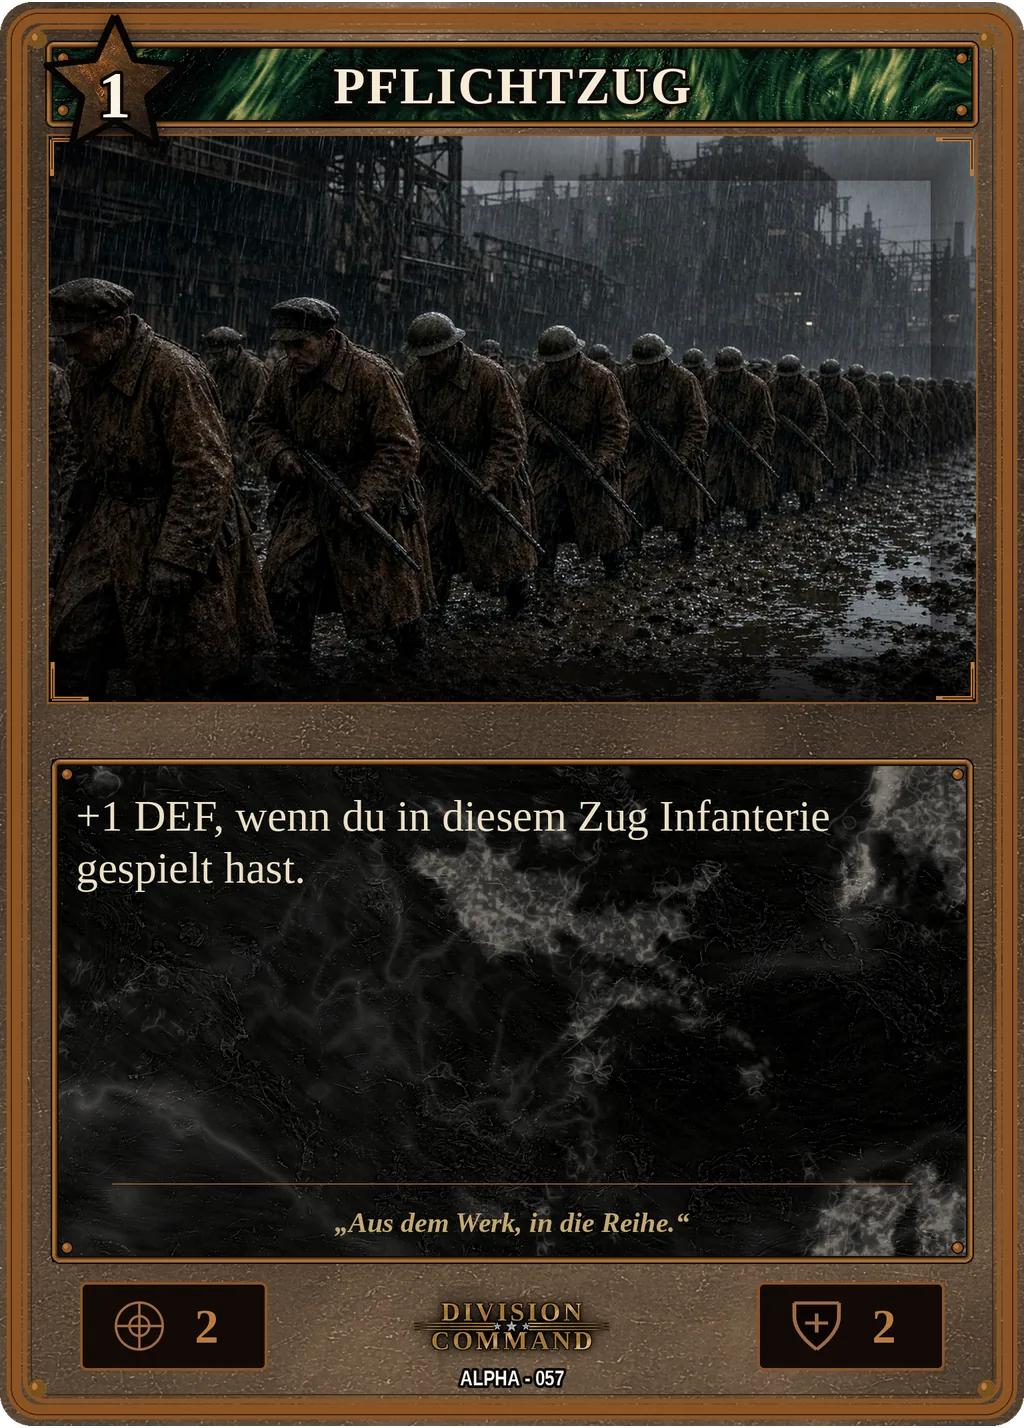 1
PFLICHTZUG
+1 DEF, wenn du in diesem Zug Infanterie
gespielt hast.
„Aus dem Werk, in die Reihe.“
2
DIVISION
COMMAND
ALPHA - 057
2